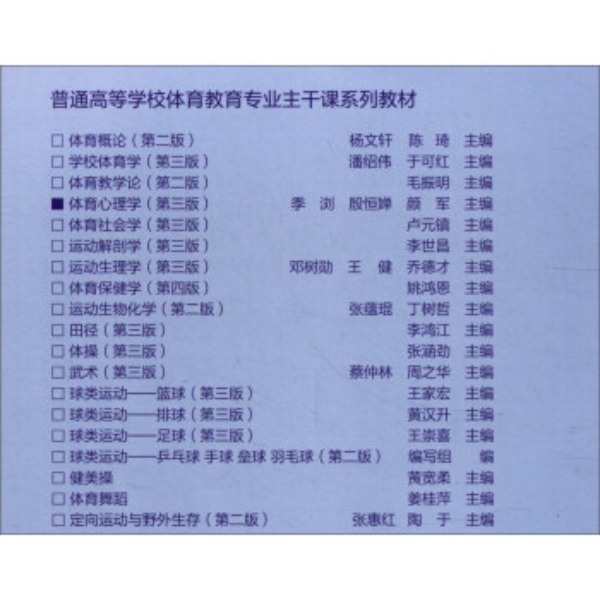 普通高等学校体育教育专业主干课系列教材
□ 体育概论（第二版） 杨文轩 陈 琦 主编
□ 学校体育学（第三版） 潘绍伟 于可红 主编
□ 体育教学论（第二版） 毛振明 主编
■ 体育心理学（第三版） 季 浏 殷恒婵 颜 军 主编
□ 体育社会学（第三版） 卢元镇 主编
□ 运动解剖学（第三版） 李世昌 主编
□ 运动生理学（第三版） 邓树勋 王 健 乔德才 主编
□ 体育保健学（第四版） 姚鸿恩 主编
□ 运动生物化学（第二版） 张蕴琨 丁树哲 主编
□ 田径（第三版） 李鸿江 主编
□ 体操（第三版） 张涵劲 主编
□ 武术（第三版） 蔡仲林 周之华 主编
□ 球类运动——篮球（第三版） 王家宏 主编
□ 球类运动——排球（第三版） 黄汉升 主编
□ 球类运动——足球（第三版） 王崇喜 主编
□ 球类运动——乒乓球 手球 垒球 羽毛球（第二版） 编写组 编
□ 健美操 黄宽柔 主编
□ 体育舞蹈 姜桂萍 主编
□ 定向运动与野外生存（第二版） 张惠红 陶 于 主编